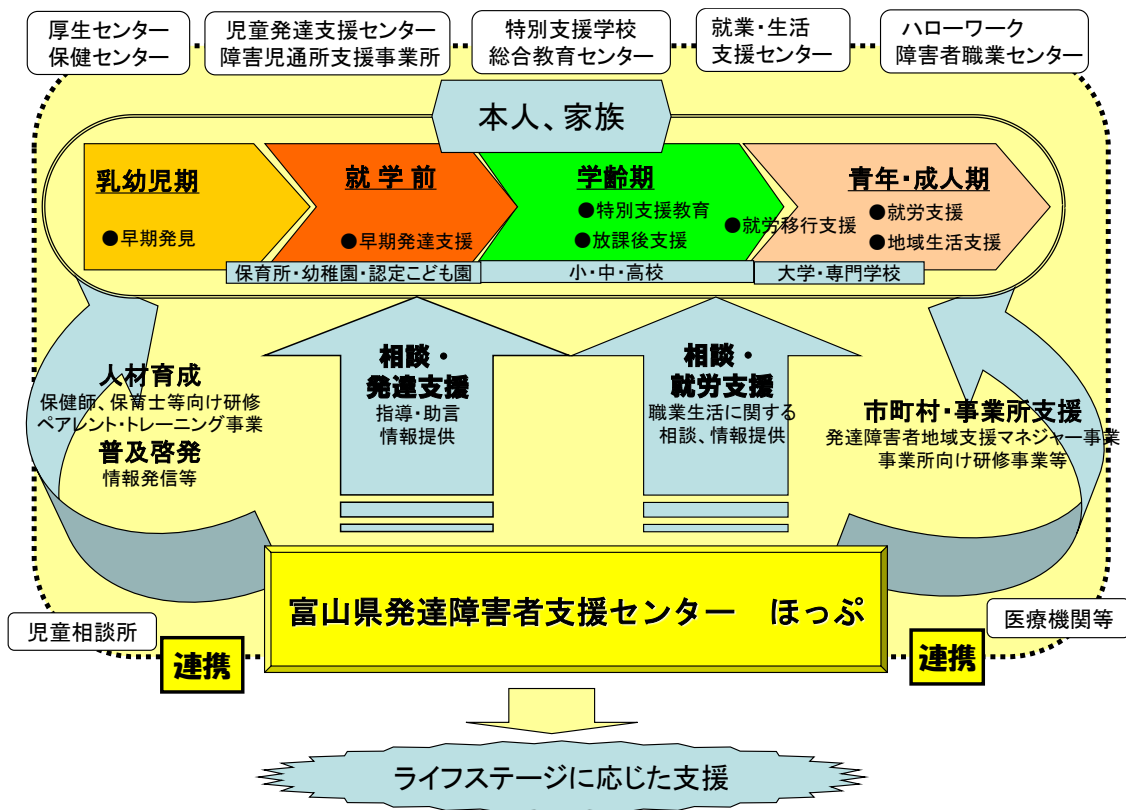 厚生センター
保健センター
児童発達支援センター
障害児通所支援事業所
特別支援学校
総合教育センター
就業・生活
支援センター
ハローワーク
障害者職業センター
本人、家族
乳幼児期
●早期発見
就学前
●早期発達支援
学齢期
●特別支援教育
●放課後支援
●就労移行支援
青年・成人期
●就労支援
●地域生活支援
保育所・幼稚園・認定こども園
小・中・高校
大学・専門学校
人材育成
保健師、保育士等向け研修
ペアレント・トレーニング事業
普及啓発
情報発信等
相談・
発達支援
指導・助言
情報提供
相談・
就労支援
職業生活に関する
相談、情報提供
市町村・事業所支援
発達障害者地域支援マネジャー事業
事業所向け研修事業等
富山県発達障害者支援センター　ほっぷ
児童相談所
医療機関等
連携
連携
ライフステージに応じた支援